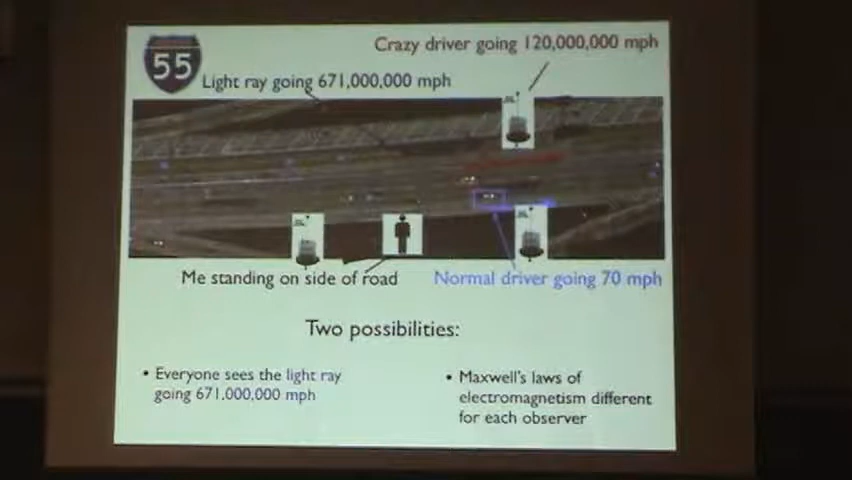 55
Crazy driver going 120,000,000 mph
Light ray going 671,000,000 mph
Me standing on side of road
Normal driver going 70 mph
Two possibilities:
• Everyone sees the light ray
going 671,000,000 mph
• Maxwell's laws of
electromagnetism different
for each observer